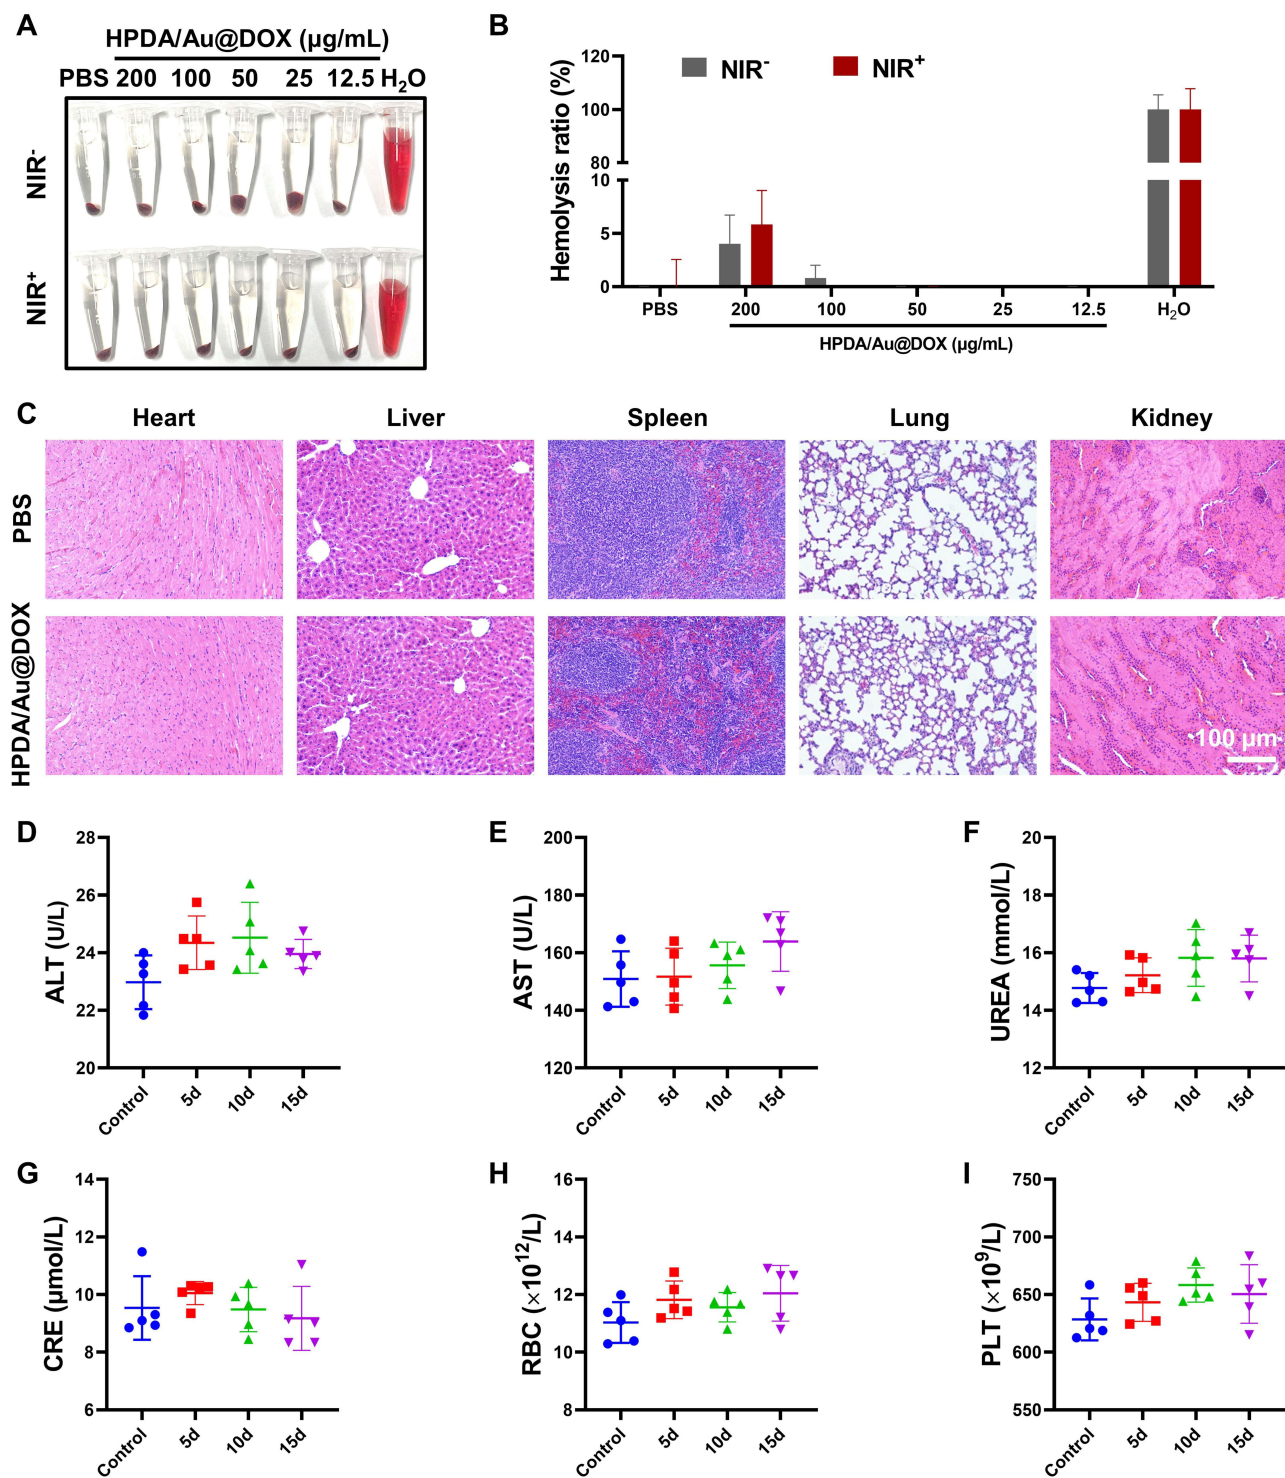 A
HPDA/Au@DOX (µg/mL)
PBS 200 100 50 25 12.5 H₂O
NIR⁻
NIR⁺
B
Hemolysis ratio (%)
NIR⁻ NIR⁺
120
100
80
10
5
0
PBS 200 100 50 25 12.5 H₂O
HPDA/Au@DOX (µg/mL)
C
Heart Liver Spleen Lung Kidney
PBS
HPDA/Au@DOX
100 µm
D
ALT (U/L)
28
26
24
22
20
Control 5d 10d 15d
E
AST (U/L)
200
180
160
140
120
Control 5d 10d 15d
F
UREA (mmol/L)
20
18
16
14
12
Control 5d 10d 15d
G
CRE (µmol/L)
14
12
10
8
6
Control 5d 10d 15d
H
RBC (×10¹²/L)
16
14
12
10
8
Control 5d 10d 15d
I
PLT (×10⁹/L)
750
700
650
600
550
Control 5d 10d 15d